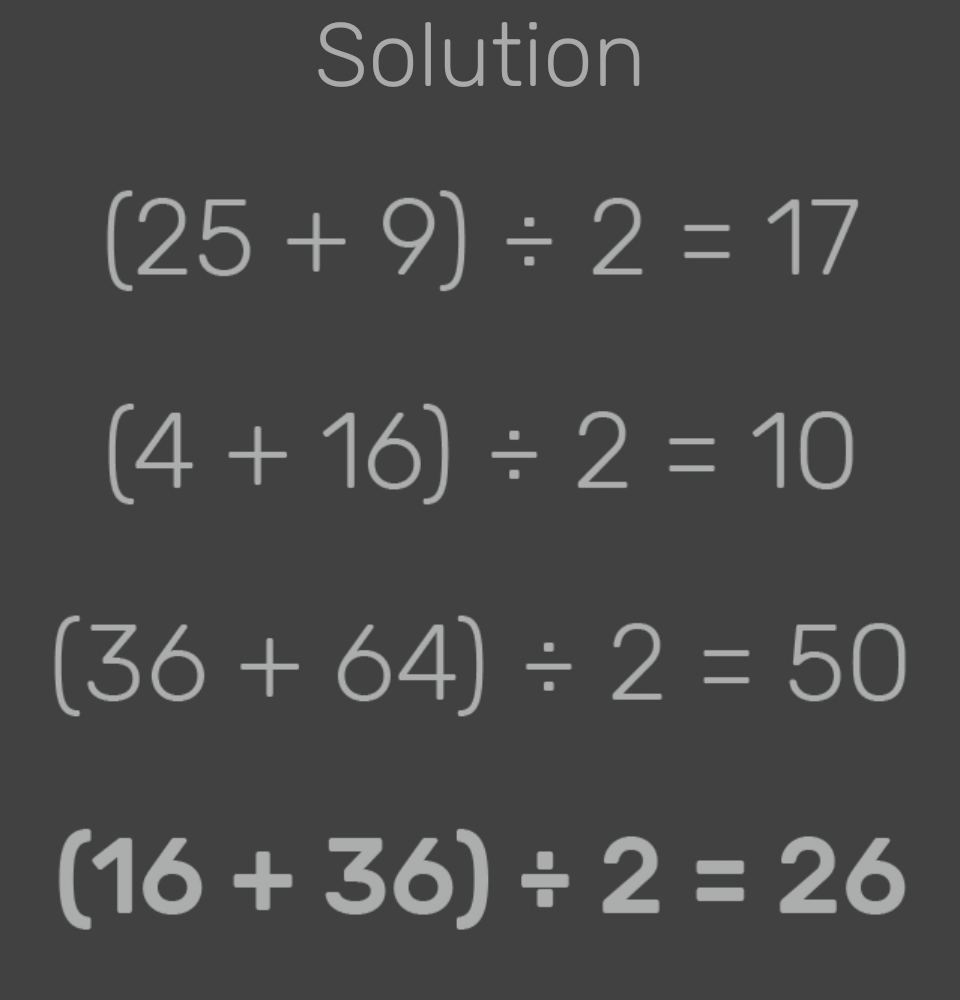 Solution
(25 + 9) ÷ 2 = 17
(4 + 16) ÷ 2 = 10
(36 + 64) ÷ 2 = 50
(16 + 36) ÷ 2 = 26